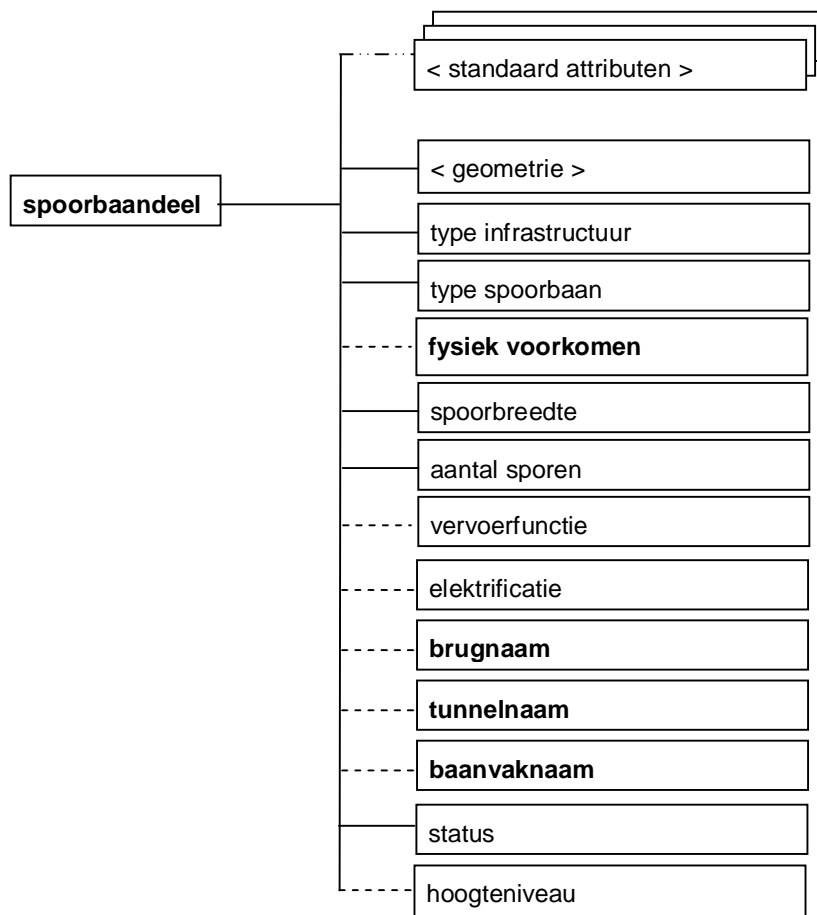 < standaard attributen >
< geometrie >
spoorbaandeel
type infrastructuur
type spoorbaan
fysiek voorkomen
spoorbreedte
aantal sporen
vervoerfunctie
elektrificatie
brugnaam
tunnelnaam
baanvaknaam
status
hoogteniveau